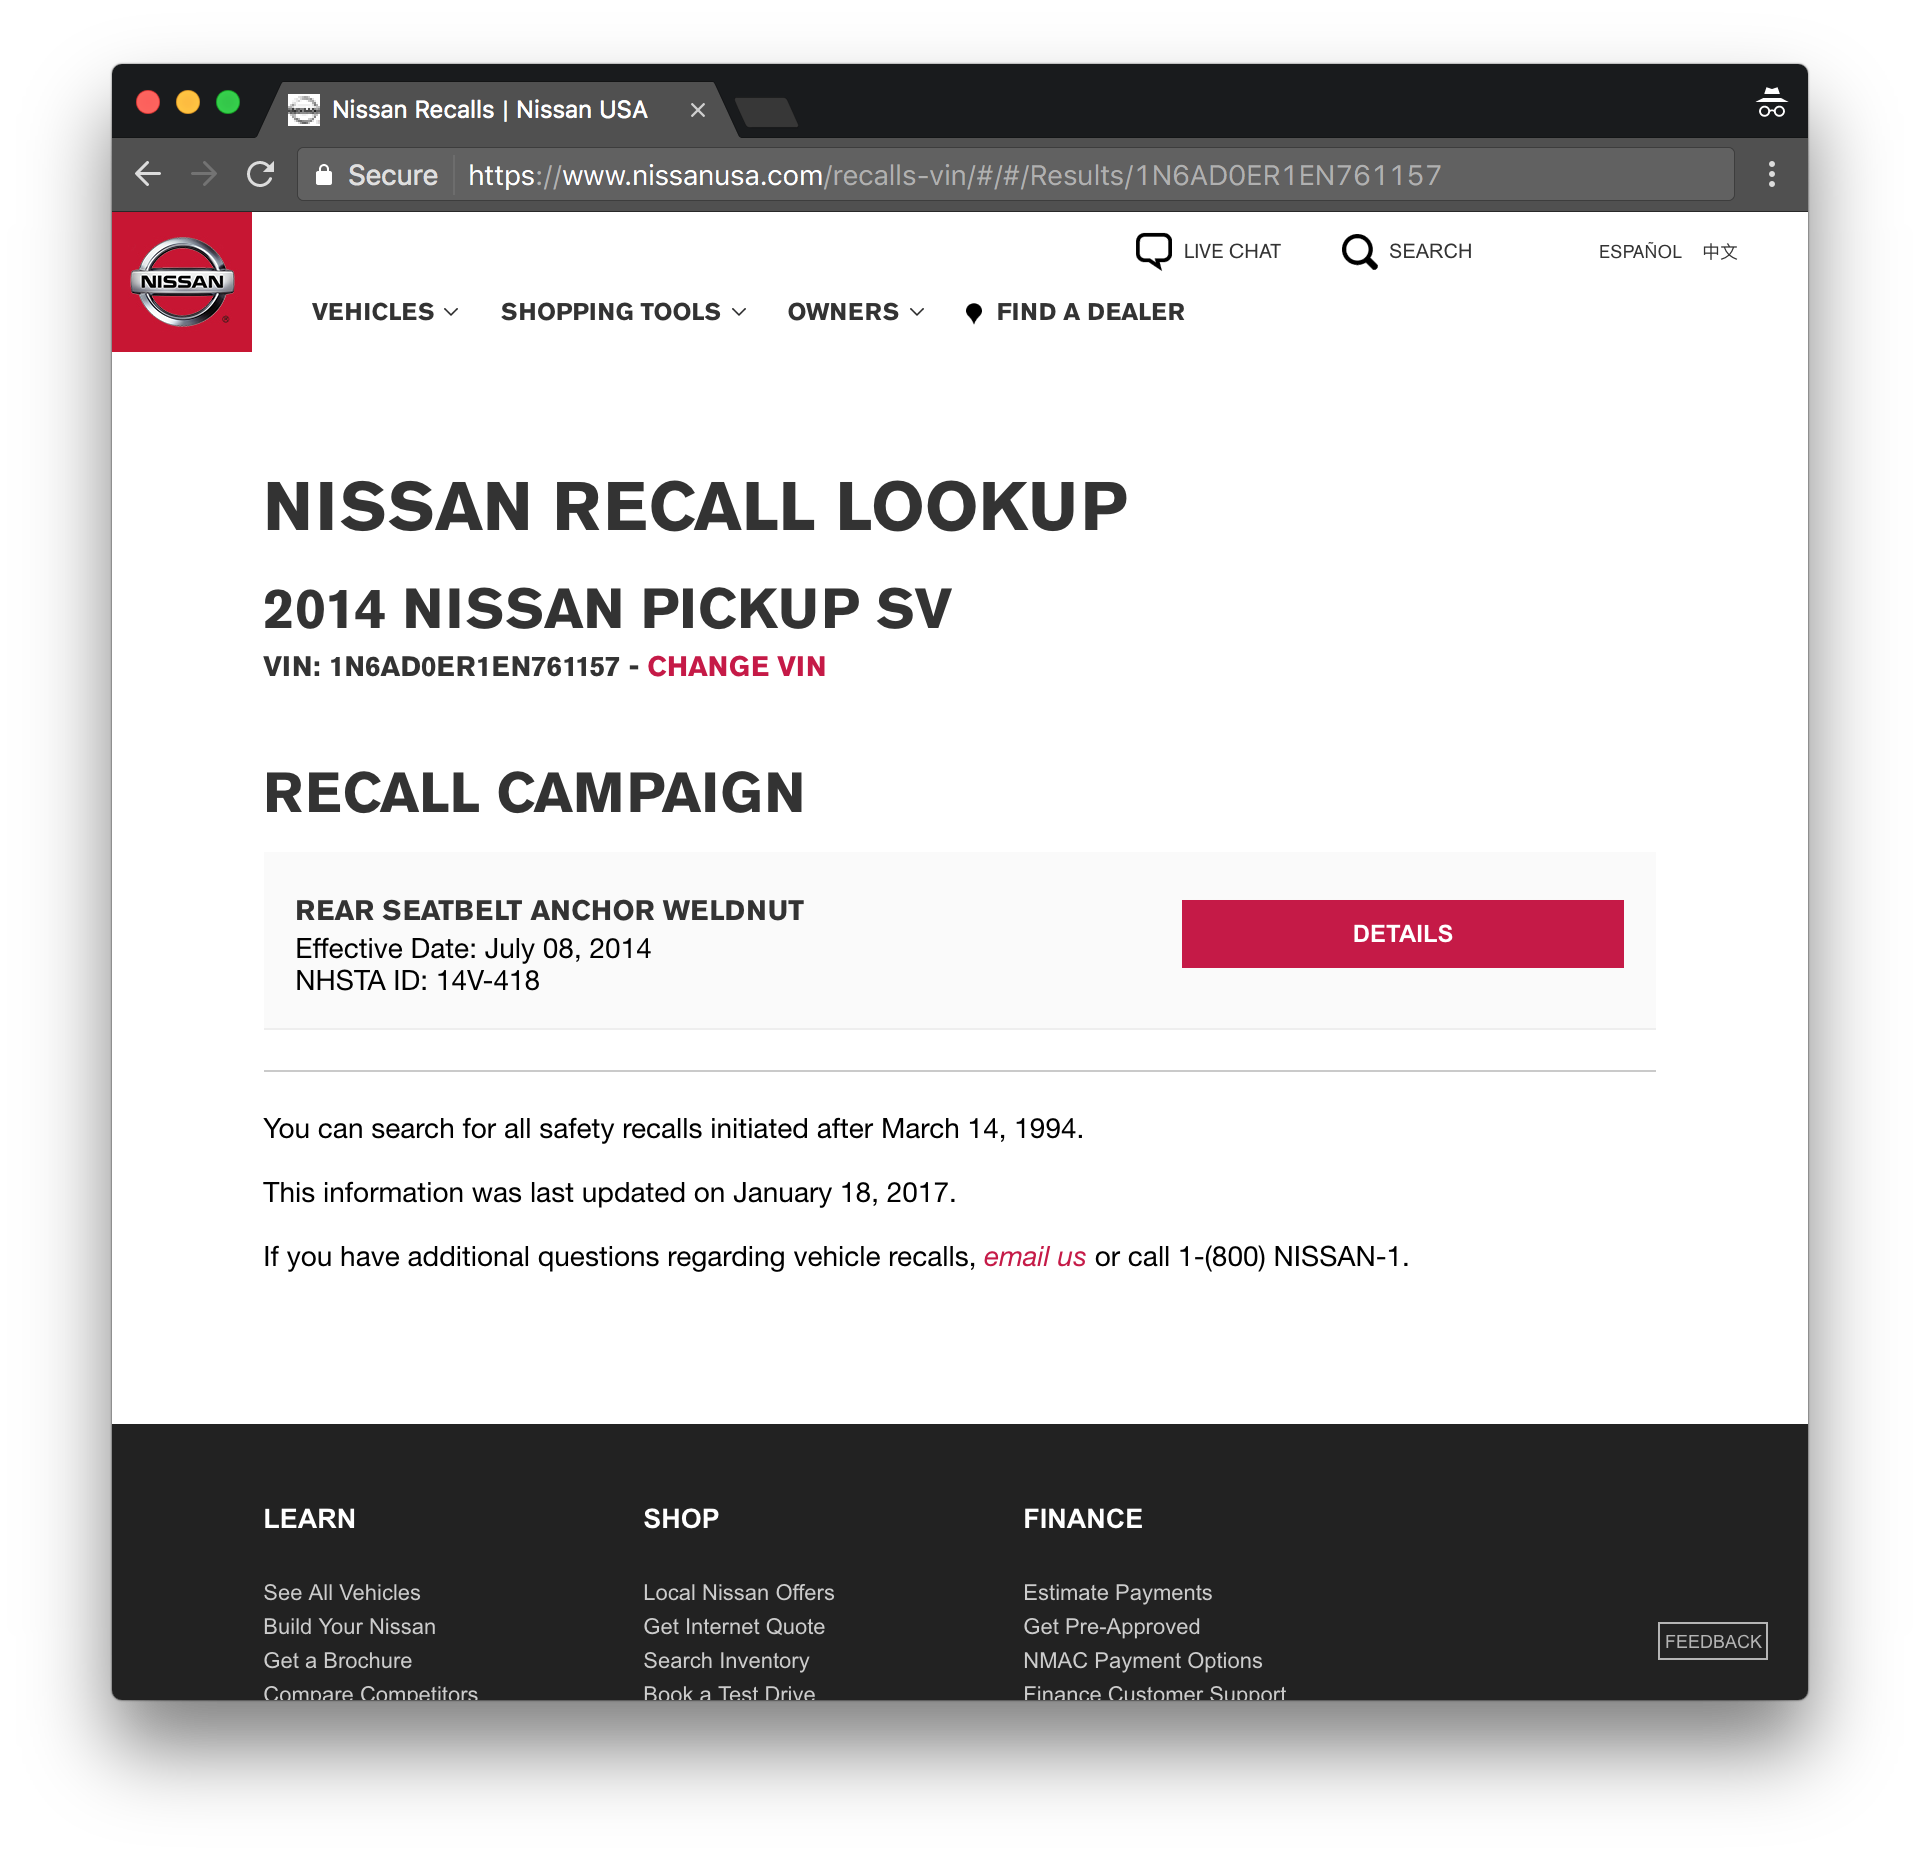 Nissan Recalls | Nissan USA
Secure https://www.nissanusa.com/recalls-vin/#/#/Results/1N6AD0ER1EN761157
NISSAN
LIVE CHAT SEARCH ESPAÑOL 中文
VEHICLES SHOPPING TOOLS OWNERS FIND A DEALER
NISSAN RECALL LOOKUP
2014 NISSAN PICKUP SV
VIN: 1N6AD0ER1EN761157 - CHANGE VIN
RECALL CAMPAIGN
REAR SEATBELT ANCHOR WELDNUT
Effective Date: July 08, 2014
NHSTA ID: 14V-418
DETAILS
You can search for all safety recalls initiated after March 14, 1994.
This information was last updated on January 18, 2017.
If you have additional questions regarding vehicle recalls, email us or call 1-(800) NISSAN-1.
LEARN
See All Vehicles
Build Your Nissan
Get a Brochure
Compare Competitors
SHOP
Local Nissan Offers
Get Internet Quote
Search Inventory
Book a Test Drive
FINANCE
Estimate Payments
Get Pre-Approved
NMAC Payment Options
Finance Customer Support
FEEDBACK